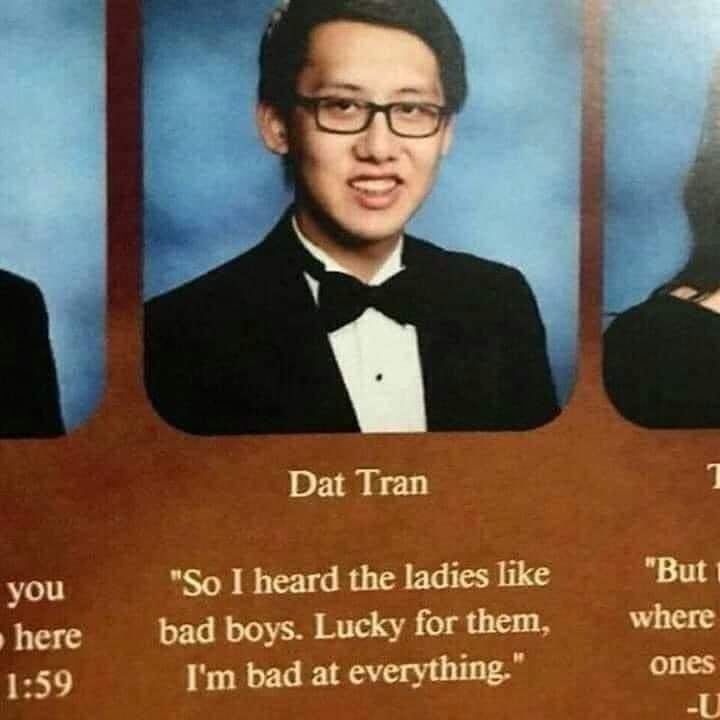 Dat Tran
"So I heard the ladies like
bad boys. Lucky for them,
I'm bad at everything."
you
here
1:59
"But
where
ones